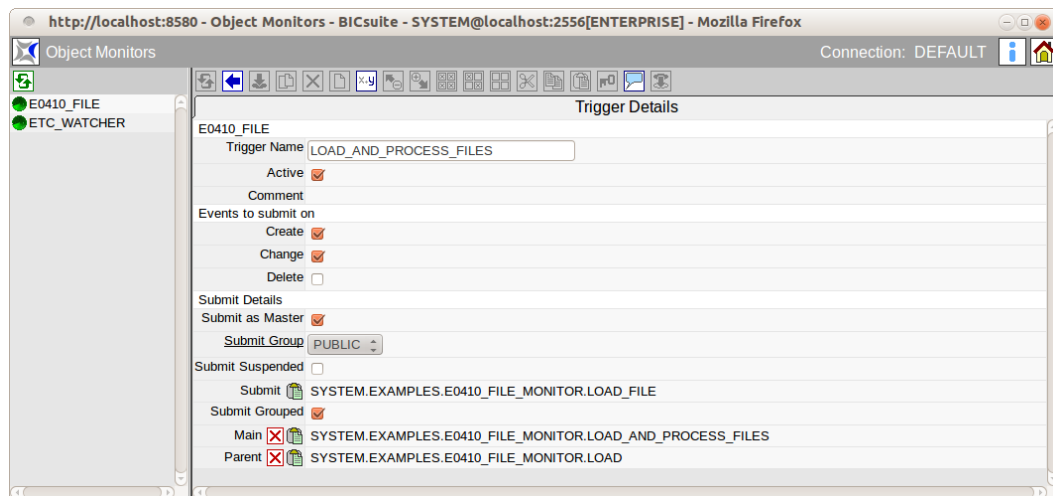 http://localhost:8580 - Object Monitors - BICsuite - SYSTEM@localhost:2556[ENTERPRISE] - Mozilla Firefox
Object Monitors
Connection: DEFAULT
E0410_FILE
ETC_WATCHER
x.y
Trigger Details
E0410_FILE
Trigger Name LOAD_AND_PROCESS_FILES
Active
Comment
Events to submit on
Create
Change
Delete
Submit Details
Submit as Master
Submit Group PUBLIC
Submit Suspended
Submit SYSTEM.EXAMPLES.E0410_FILE_MONITOR.LOAD_FILE
Submit Grouped
Main SYSTEM.EXAMPLES.E0410_FILE_MONITOR.LOAD_AND_PROCESS_FILES
Parent SYSTEM.EXAMPLES.E0410_FILE_MONITOR.LOAD